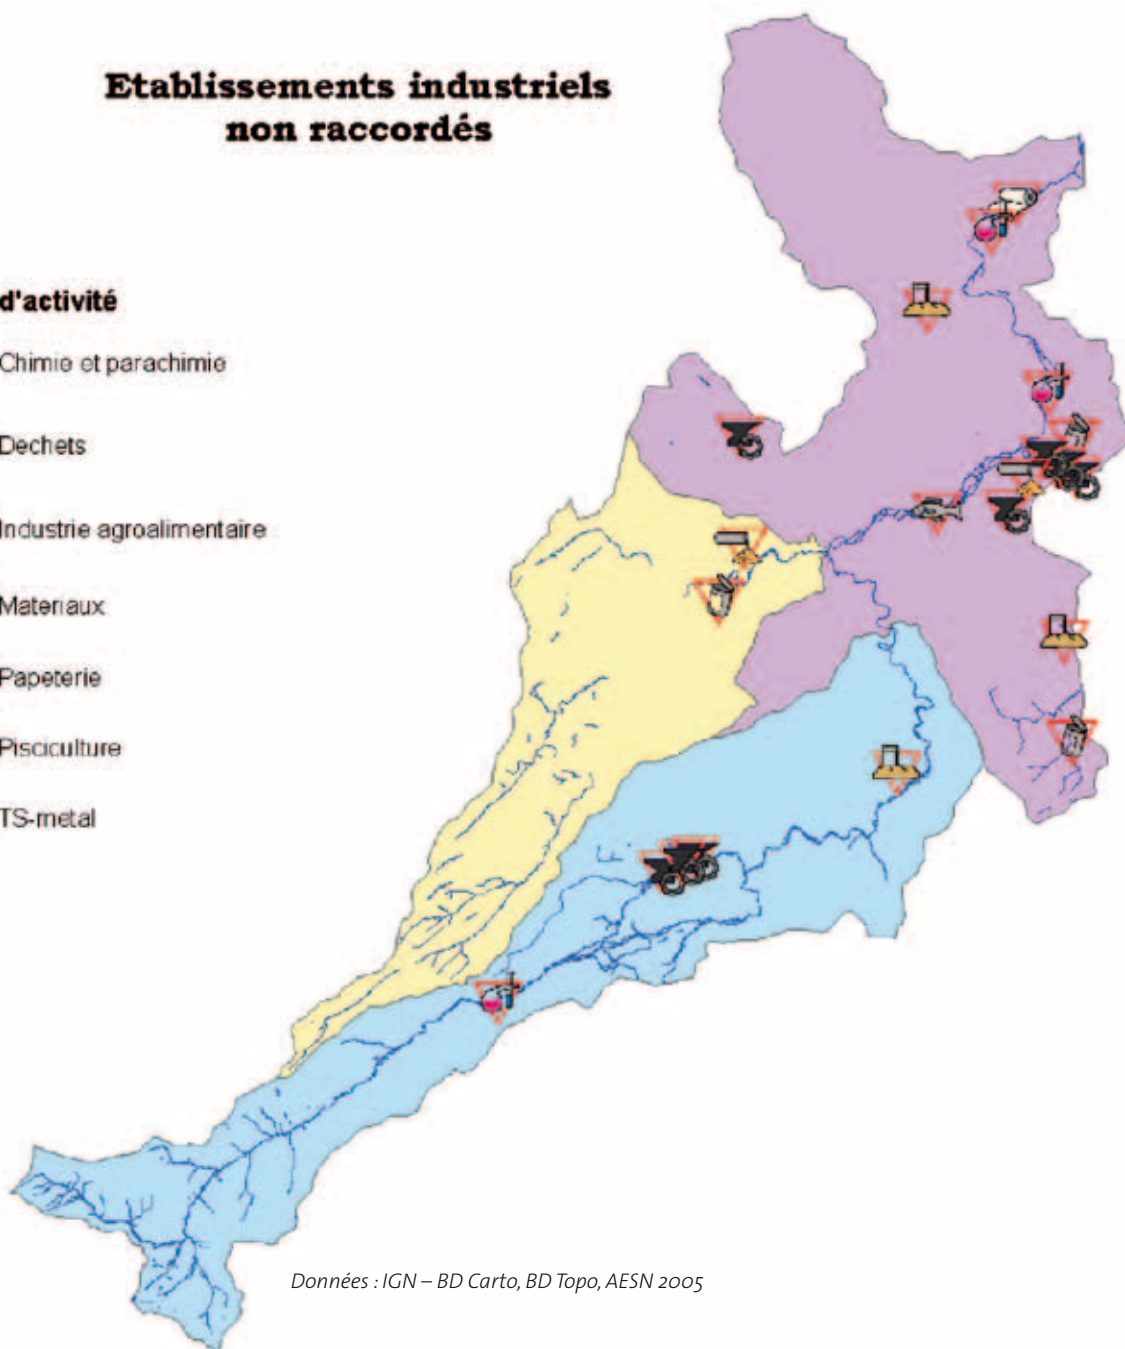 Etablissements industriels
non raccordés
d'activité
Chimie et parachimie
Dechets
Industrie agroalimentaire
Materiaux
Papeterie
Pisciculture
TS-metal
Données : IGN – BD Carto, BD Topo, AESN 2005